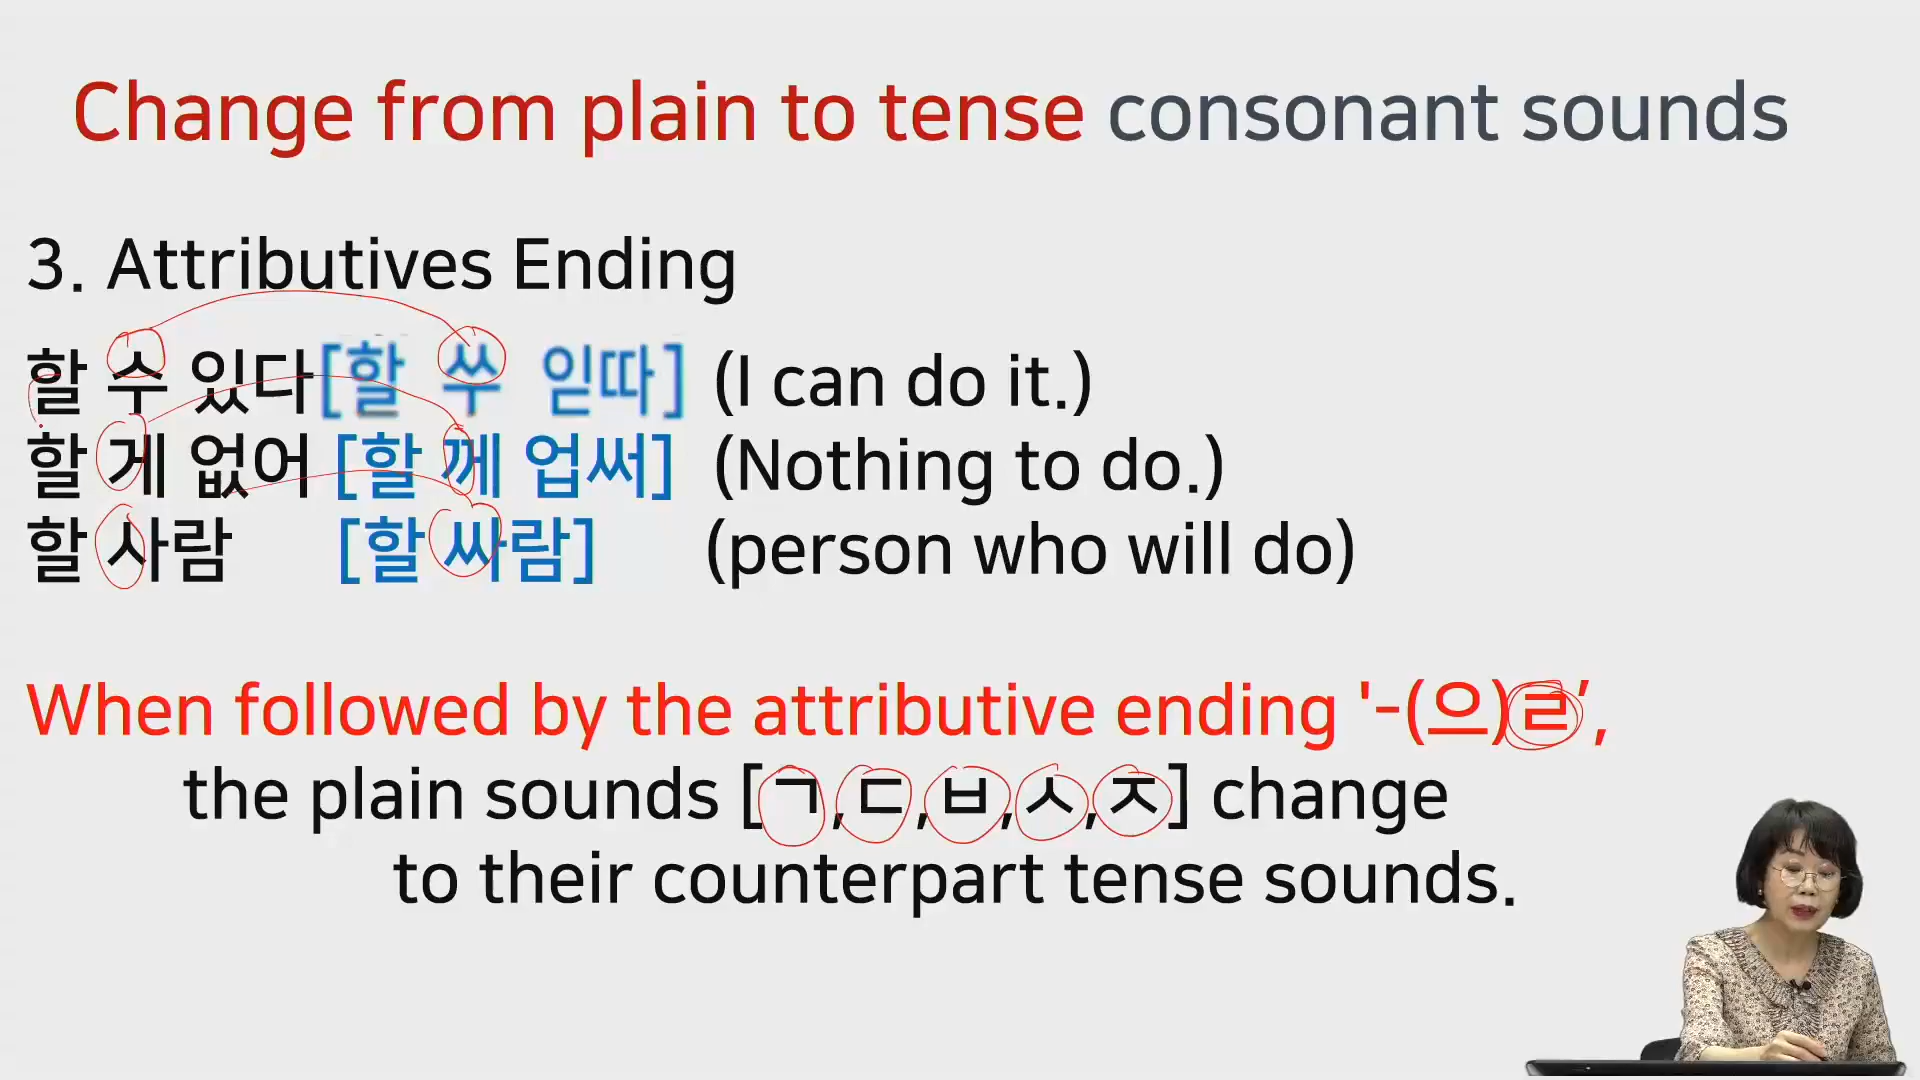 Change from plain to tense consonant sounds
3. Attributives Ending
할 수 있다[할 쑤 읻따] (I can do it.)
할 게 없어 [할 께 업써] (Nothing to do.)
할 사람 [할 싸람] (person who will do)
When followed by the attributive ending '-(으)ㄹ',
the plain sounds [ㄱ,ㄷ,ㅂ,ㅅ,ㅈ] change
to their counterpart tense sounds.